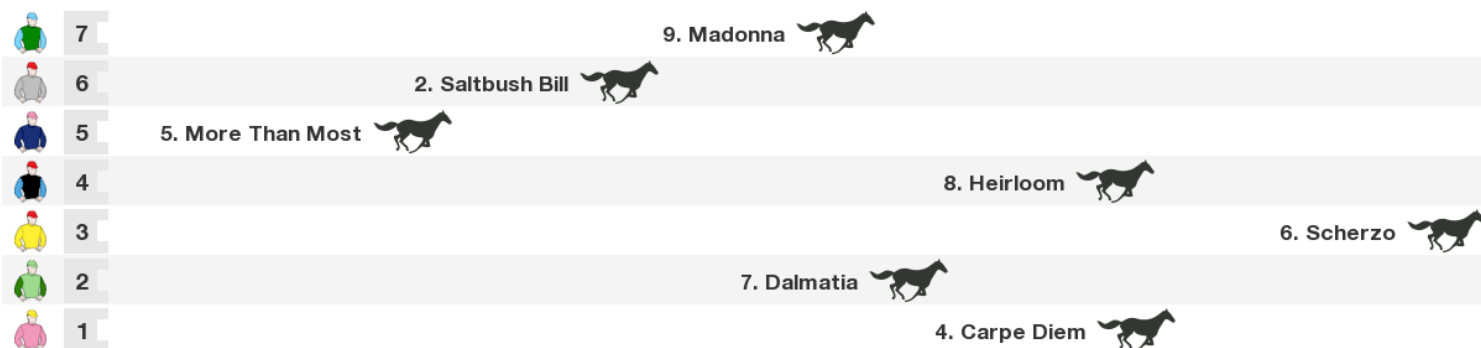 7 9. Madonna
6 2. Saltbush Bill
5 5. More Than Most
4 8. Heirloom
3 6. Scherzo
2 7. Dalmatia
1 4. Carpe Diem